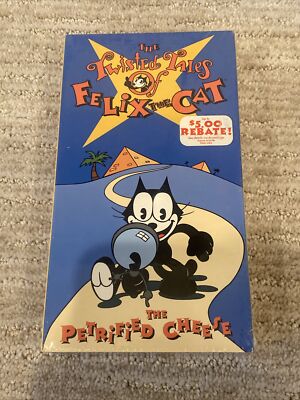 THE
Twisted Tales
Of
FELIX THE CAT
$5.00
REBATE!
THE
PETRIFIED CHEESE